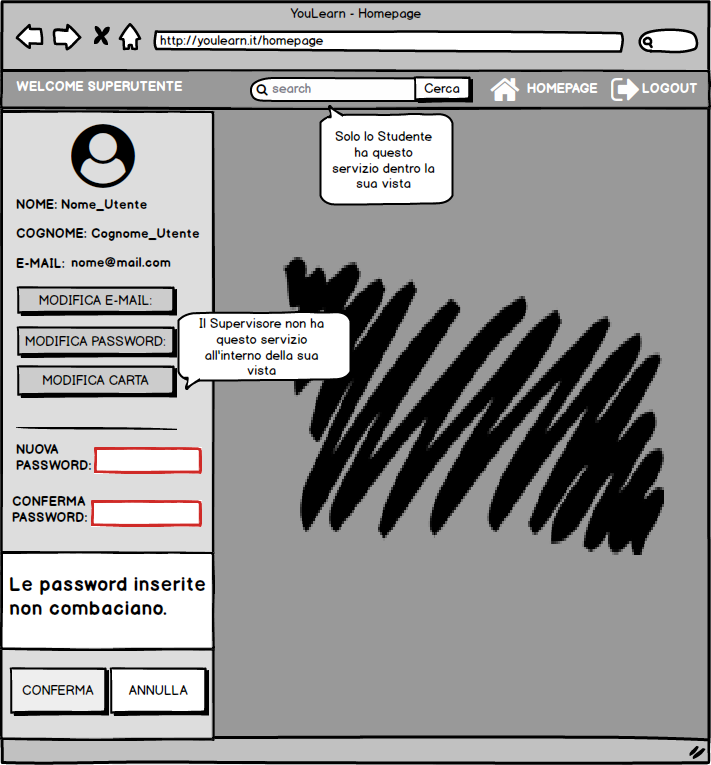 YouLearn - Homepage
http://youlearn.it/homepage
WELCOME SUPERUTENTE
search
Cerca
HOMEPAGE
LOGOUT
Solo lo Studente
ha questo
servizio dentro la
sua vista
NOME: Nome_Utente
COGNOME: Cognome_Utente
E-MAIL: nome@mail.com
MODIFICA E-MAIL:
MODIFICA PASSWORD:
MODIFICA CARTA
Il Supervisore non ha
questo servizio
all'interno della sua
vista
NUOVA
PASSWORD:
CONFERMA
PASSWORD:
Le password inserite
non combaciano.
CONFERMA
ANNULLA